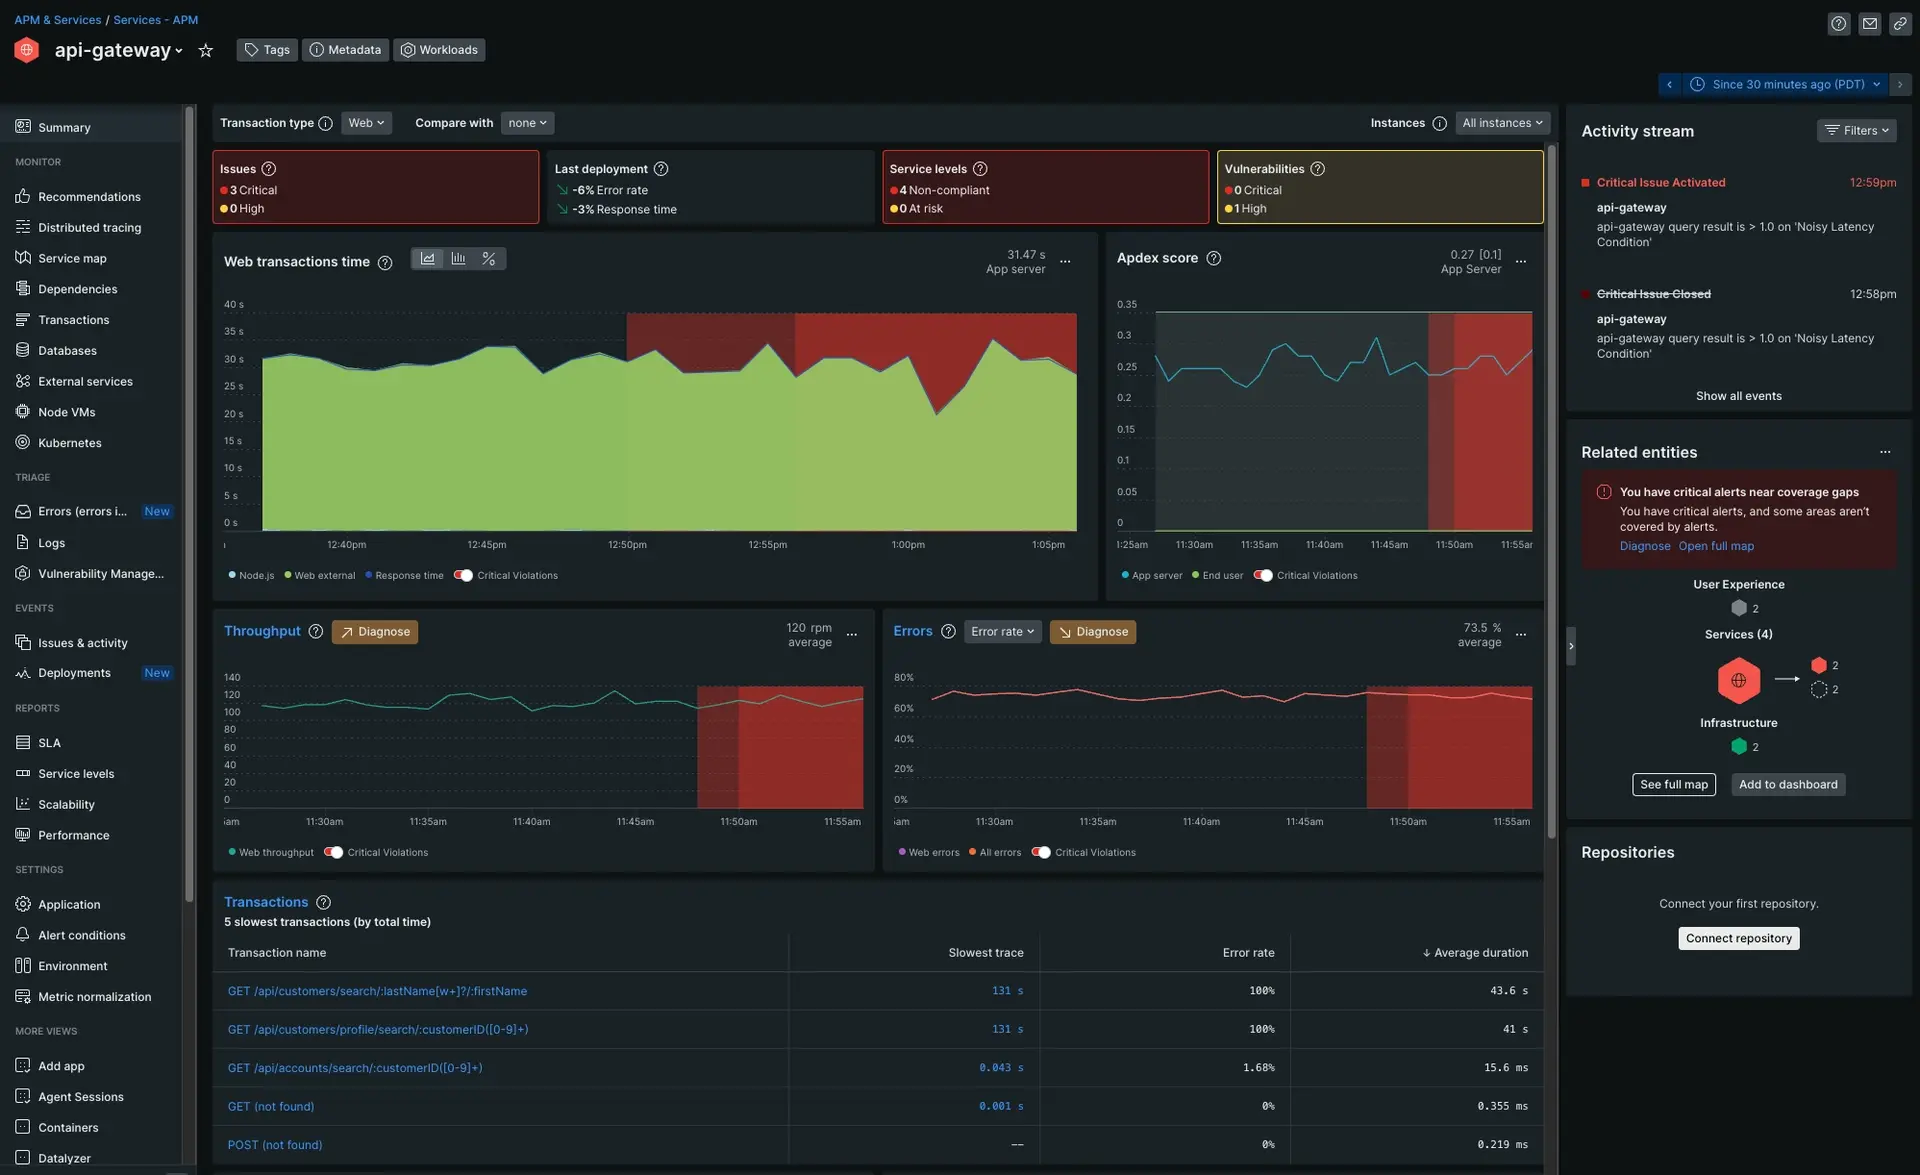 APM & Services / Services - APM
api-gateway
Tags
Metadata
Workloads
Since 30 minutes ago (PDT)
Summary
MONITOR
Recommendations
Distributed tracing
Service map
Dependencies
Transactions
Databases
External services
Node VMs
Kubernetes
TRIAGE
Errors (errors i... New
Logs
Vulnerability Manage...
EVENTS
Issues & activity
Deployments New
REPORTS
SLA
Service levels
Scalability
Performance
SETTINGS
Application
Alert conditions
Environment
Metric normalization
MORE VIEWS
Add app
Agent Sessions
Containers
Datalyzer
Transaction type Web Compare with none
Instances All instances
Issues
3 Critical
0 High
Last deployment
-6% Error rate
-3% Response time
Service levels
4 Non-compliant
0 At risk
Vulnerabilities
0 Critical
1 High
Web transactions time
31.47 s
App server
40 s
35 s
30 s
25 s
20 s
15 s
10 s
5 s
0 s
12:40pm 12:45pm 12:50pm 12:55pm 1:00pm 1:05pm
Node.js Web external Response time Critical Violations
Apdex score
0.27 [0.1]
App Server
0.35
0.3
0.25
0.2
0.15
0.1
0.05
0
1:25am 11:30am 11:35am 11:40am 11:45am 11:50am 11:55ar
App server End user Critical Violations
Throughput Diagnose
120 rpm
average
140
120
100
80
60
40
20
0
am 11:30am 11:35am 11:40am 11:45am 11:50am 11:55am
Web throughput Critical Violations
Errors Error rate Diagnose
73.5 %
average
80%
60%
40%
20%
0%
am 11:30am 11:35am 11:40am 11:45am 11:50am 11:55am
Web errors All errors Critical Violations
Transactions
5 slowest transactions (by total time)
Transaction name Slowest trace Error rate Average duration
GET /api/customers/search/:lastName[w+]?/:firstName 131 s 100% 43.6 s
GET /api/customers/profile/search/:customerID([0-9]+) 131 s 100% 41 s
GET /api/accounts/search/:customerID([0-9]+) 0.043 s 1.68% 15.6 ms
GET (not found) 0.001 s 0% 0.355 ms
POST (not found) –– 0% 0.219 ms
Activity stream
Filters
Critical Issue Activated 12:59pm
api-gateway
api-gateway query result is > 1.0 on 'Noisy Latency
Condition'
Critical Issue Closed 12:58pm
api-gateway
api-gateway query result is > 1.0 on 'Noisy Latency
Condition'
Show all events
Related entities
You have critical alerts near coverage gaps
You have critical alerts, and some areas aren't
covered by alerts.
Diagnose Open full map
User Experience
2
Services (4)
2
2
Infrastructure
2
See full map Add to dashboard
Repositories
Connect your first repository.
Connect repository